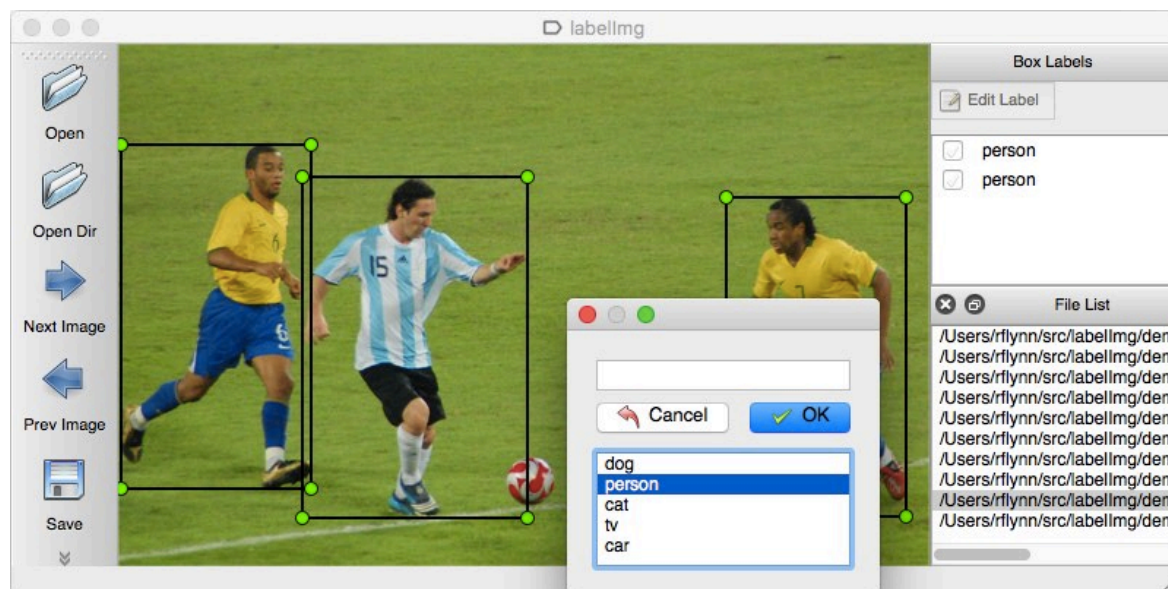 labelImg
Open
Open Dir
Next Image
Prev Image
Save
6
6
15
7
Box Labels
Edit Label
person
person
File List
/Users/rflynn/src/labelImg/der
/Users/rflynn/src/labelImg/der
/Users/rflynn/src/labelImg/der
/Users/rflynn/src/labelImg/der
/Users/rflynn/src/labelImg/der
/Users/rflynn/src/labelImg/der
/Users/rflynn/src/labelImg/der
/Users/rflynn/src/labelImg/der
/Users/rflynn/src/labelImg/der
/Users/rflynn/src/labelImg/der
Cancel
OK
dog
person
cat
tv
car